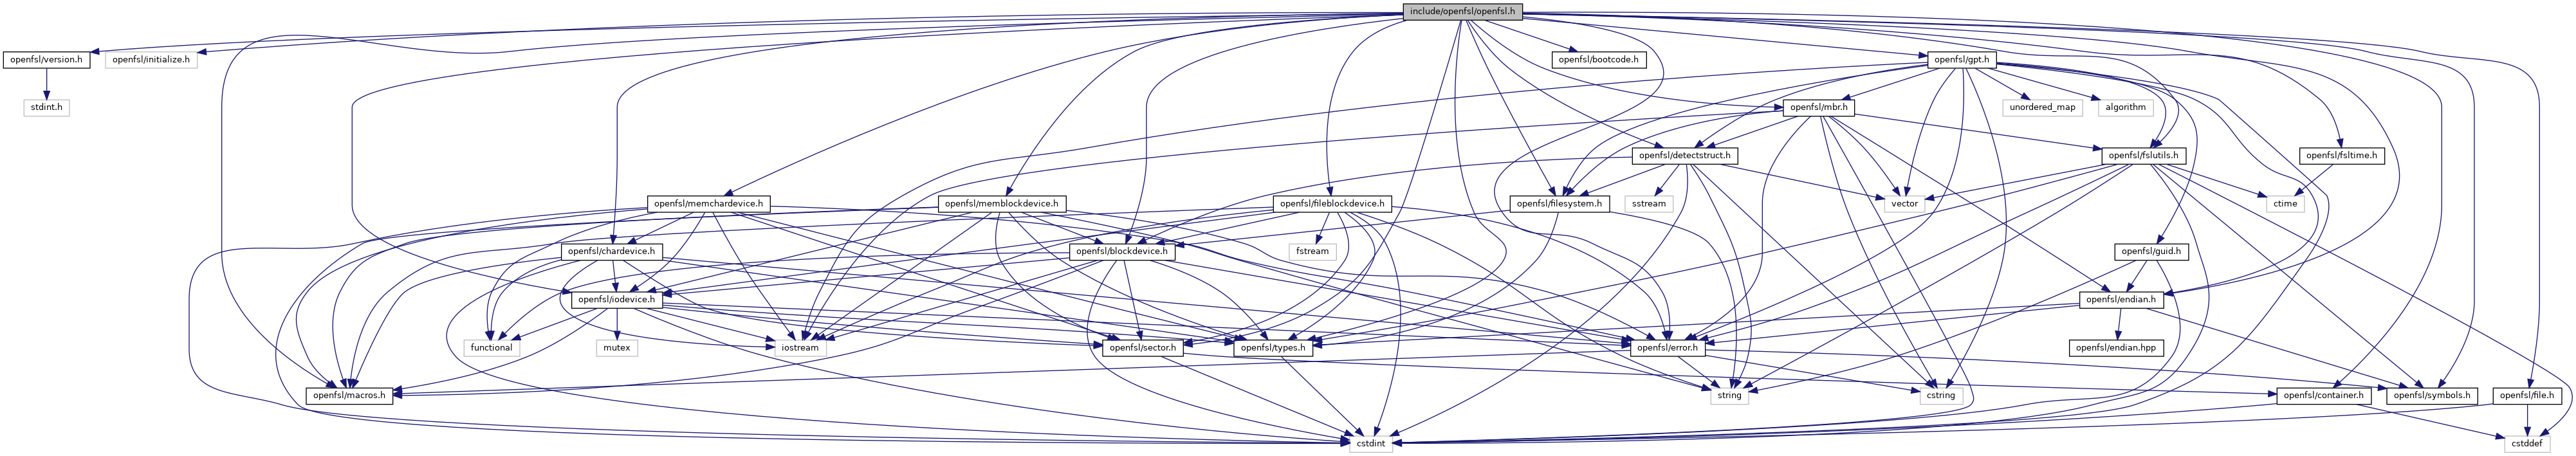 include/openfsl/openfsl.h
openfsl/version.h
openfsl/initialize.h
openfsl/bootcode.h
openfsl/gpt.h
stdint.h
openfsl/mbr.h
unordered_map
algorithm
openfsl/detectstruct.h
openfsl/fslutils.h
openfsl/fsltime.h
openfsl/memchardevice.h
openfsl/memblockdevice.h
openfsl/fileblockdevice.h
openfsl/filesystem.h
sstream
vector
ctime
openfsl/chardevice.h
openfsl/blockdevice.h
fstream
openfsl/guid.h
openfsl/iodevice.h
openfsl/endian.h
functional
mutex
iostream
openfsl/sector.h
openfsl/types.h
openfsl/error.h
openfsl/endian.hpp
openfsl/macros.h
string
cstring
openfsl/container.h
openfsl/symbols.h
openfsl/file.h
cstdint
cstddef